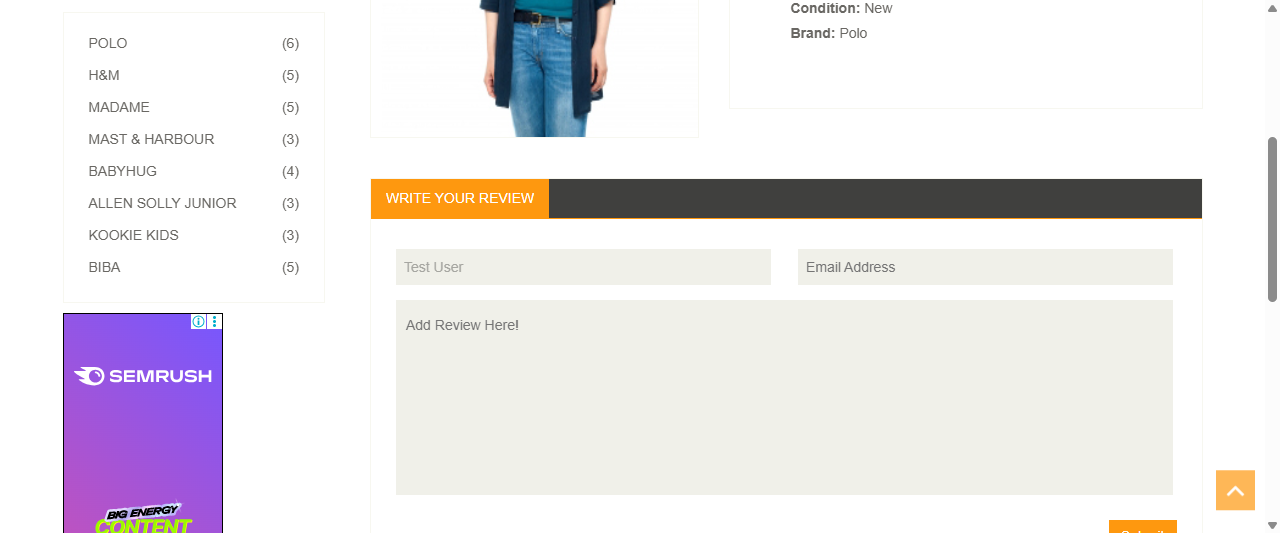 POLO (6)
H&M (5)
MADAME (5)
MAST & HARBOUR (3)
BABYHUG (4)
ALLEN SOLLY JUNIOR (3)
KOOKIE KIDS (3)
BIBA (5)
SEMRUSH
BIG ENERGY
CONTENT
Condition: New
Brand: Polo
WRITE YOUR REVIEW
Test User
Email Address
Add Review Here!
Submit